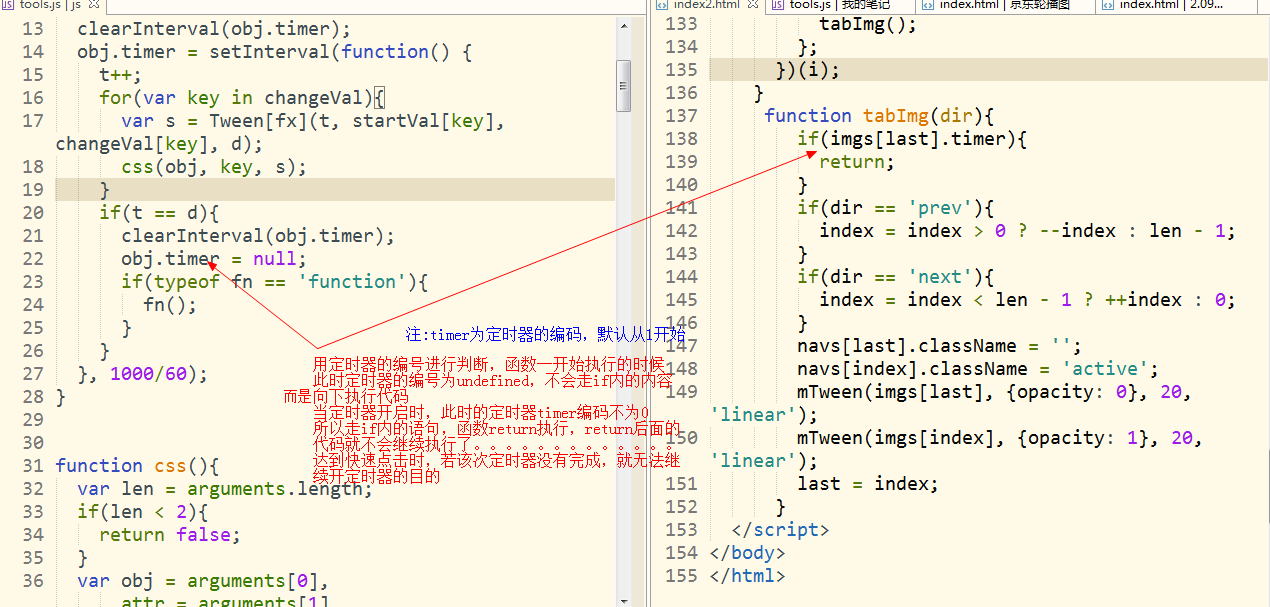 tools.js | js
13 clearInterval(obj.timer);
14 obj.timer = setInterval(function() {
15 t++;
16 for(var key in changeVal){
17 var s = Tween[fx](t, startVal[key],
changeVal[key], d);
18 css(obj, key, s);
19 }
20 if(t == d){
21 clearInterval(obj.timer);
22 obj.timer = null;
23 if(typeof fn == 'function'){
24 fn();
25 }
26 }
27 }, 1000/60);
28 }
29
30
31 function css(){
32 var len = arguments.length;
33 if(len < 2){
34 return false;
35 }
36 var obj = arguments[0],
attr = arguments[1]
注:timer为定时器的编码，默认从1开始
用定时器的编号进行判断，函数一开始执行的时候
此时定时器的编号为undefined，不会走if内的内容
而是向下执行代码
当定时器开启时，此时的定时器timer编码不为0
所以走if内的语句，函数return执行，return后面的
代码就不会继续执行了。。。。。。。。。。。。
达到快速点击时，若该次定时器没有完成，就无法继
续开定时器的目的
index2.html
tools.js | 我的笔记
index.html | 京东轮播图
index.html | 2.09...
133 tabImg();
134 };
135 })(i);
136 }
137 function tabImg(dir){
138 if(imgs[last].timer){
139 return;
140 }
141 if(dir == 'prev'){
142 index = index > 0 ? --index : len - 1;
143 }
144 if(dir == 'next'){
145 index = index < len - 1 ? ++index : 0;
146 }
147 navs[last].className = '';
148 navs[index].className = 'active';
149 mTween(imgs[last], {opacity: 0}, 20,
'linear');
150 mTween(imgs[index], {opacity: 1}, 20,
'linear');
151 last = index;
152 }
153 </script>
154 </body>
155 </html>